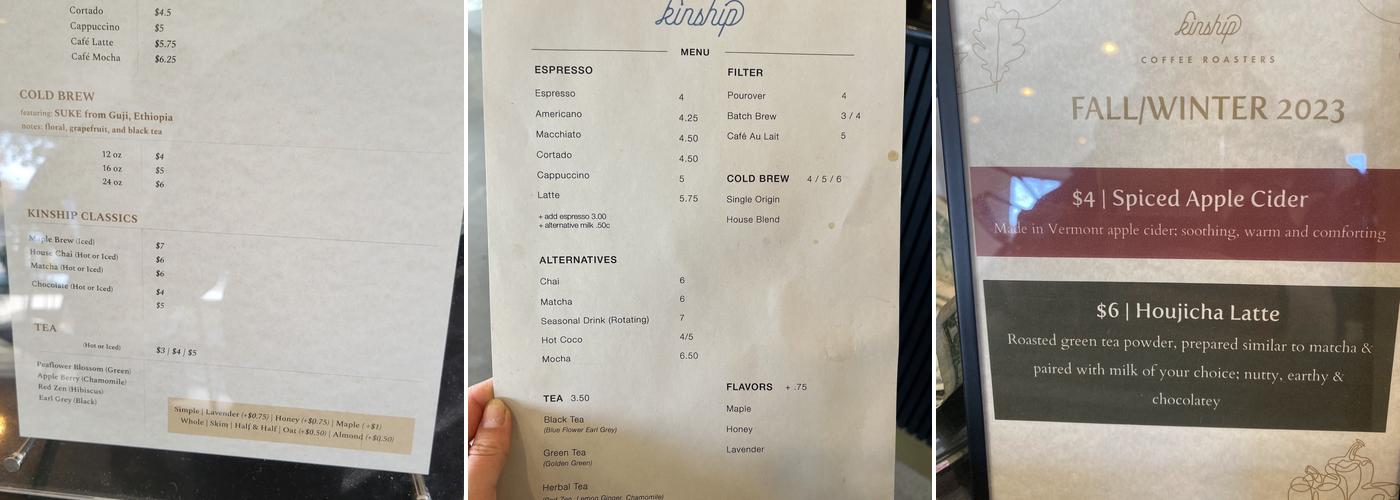 Cortado $4.5
Cappuccino $5
Café Latte $5.75
Café Mocha $6.25
COLD BREW
featuring: SUKE from Guji, Ethiopia
notes: floral, grapefruit, and black tea
12 oz $4
16 oz $5
24 oz $6
KINSHIP CLASSICS
Maple Brew (Iced) $7
House Chai (Hot or Iced) $6
Matcha (Hot or Iced) $6
Chocolate (Hot or Iced) $4
$5
TEA
(Hot or Iced) $3 | $4 | $5
Peaflower Blossom (Green)
Apple Berry (Chamomile)
Red Zen (Hibiscus)
Earl Grey (Black)
Simple | Lavender (+$0.75) | Honey (+$0.75) | Maple (+$1)
Whole | Skim | Half & Half | Oat (+$0.50) | Almond (+$0.50)
kinship
MENU
ESPRESSO
Espresso 4
Americano 4.25
Macchiato 4.50
Cortado 4.50
Cappuccino 5
Latte 5.75
+ add espresso 3.00
+ alternative milk .50c
ALTERNATIVES
Chai 6
Matcha 6
Seasonal Drink (Rotating) 7
Hot Coco 4/5
Mocha 6.50
TEA 3.50
Black Tea
(Blue Flower Earl Grey)
Green Tea
(Golden Green)
Herbal Tea
(Red Zen, Lemon Ginger, Chamomile)
FILTER
Pourover 4
Batch Brew 3 / 4
Café Au Lait 5
COLD BREW 4 / 5 / 6
Single Origin
House Blend
FLAVORS + .75
Maple
Honey
Lavender
kinship
COFFEE ROASTERS
FALL/WINTER 2023
$4 | Spiced Apple Cider
Made in Vermont apple cider; soothing, warm and comforting
$6 | Houjicha Latte
Roasted green tea powder, prepared similar to matcha &
paired with milk of your choice; nutty, earthy &
chocolatey